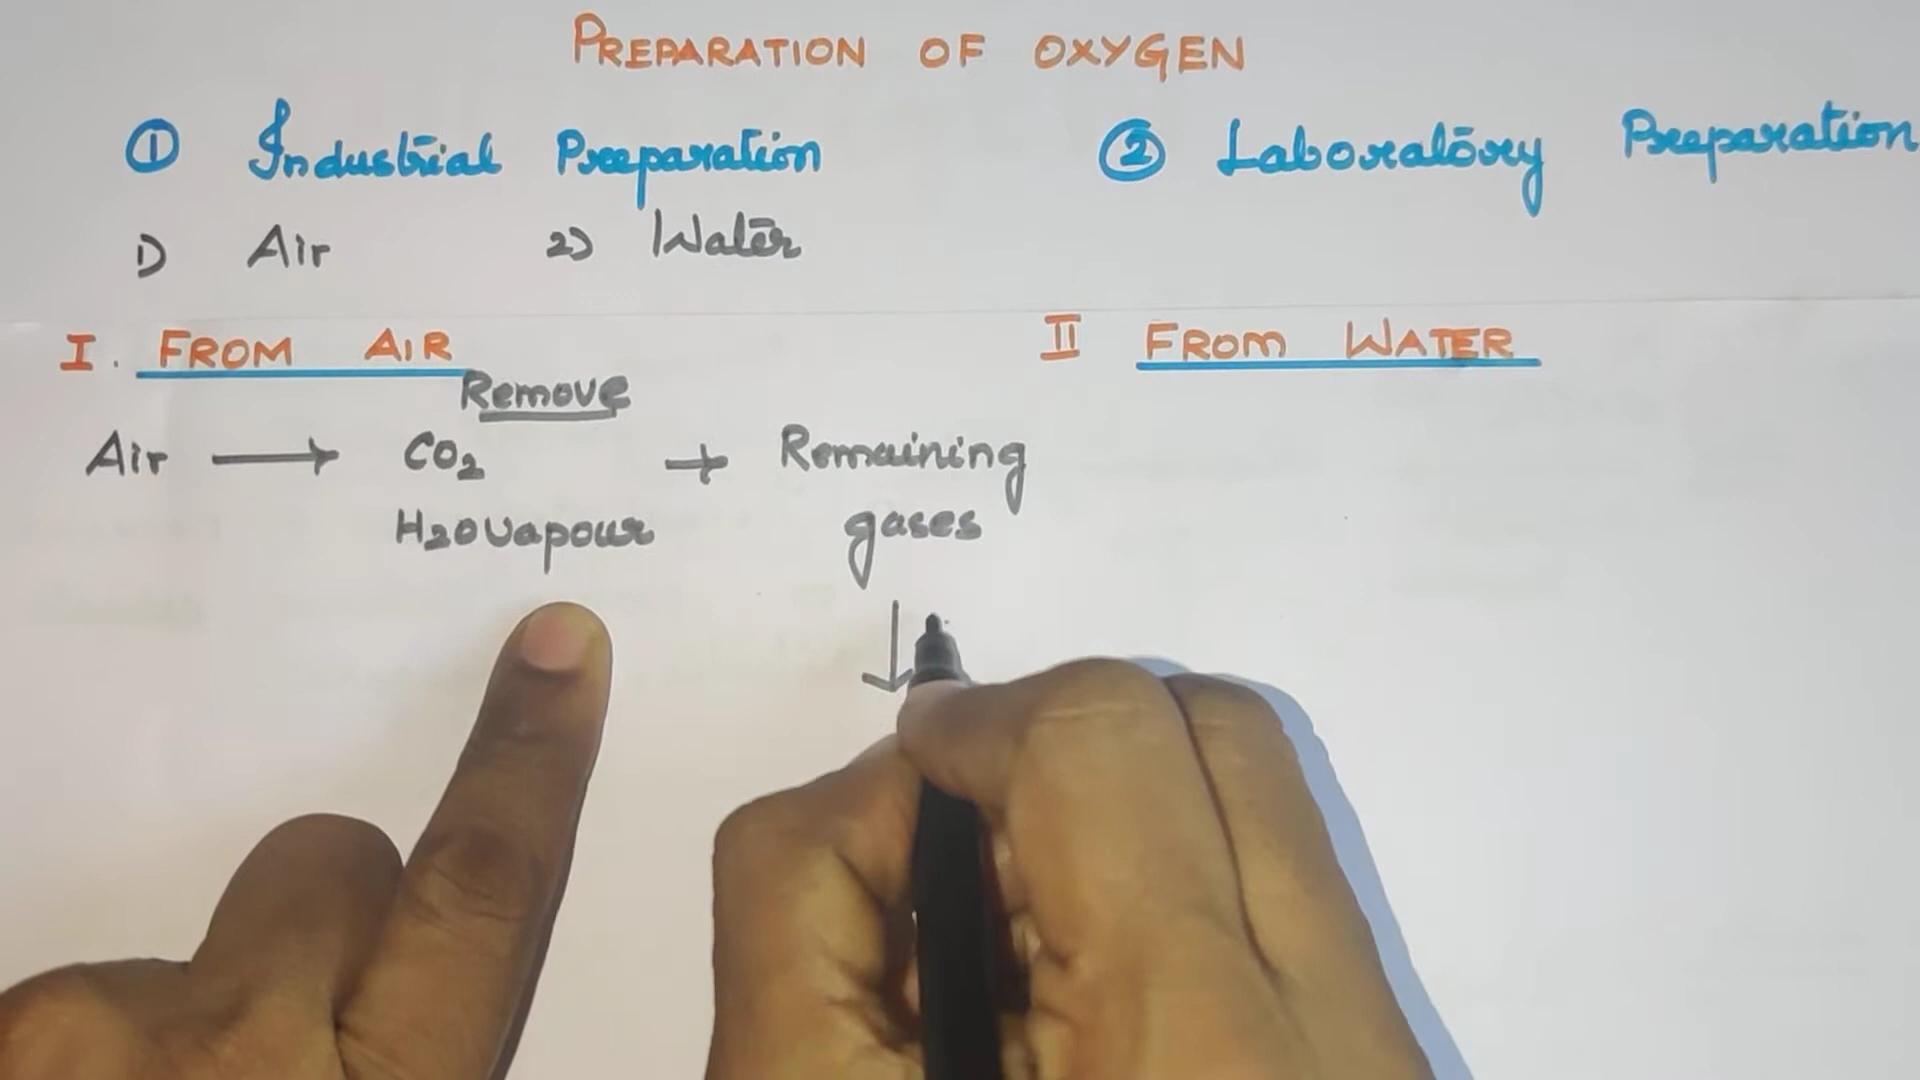 PREPARATION OF OXYGEN
① Industrial Preparation ② Laboratory Preparation
1) Air 2) Water
I. FROM AIR II FROM WATER
Remove
Air → CO2 + Remaining
H2O Vapour gases
↓